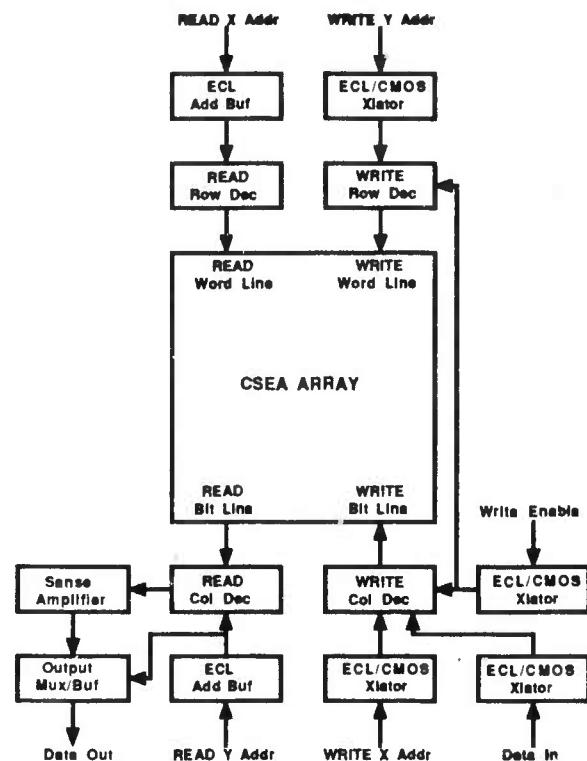 READ X Addr WRITE Y Addr
ECL ECL/CMOS
Add Buf Xlator
READ WRITE
Row Dec Row Dec
READ WRITE
Word Line Word Line
CSEA ARRAY
READ WRITE
Bit Line Bit Line
Write Enable
Sense READ WRITE ECL/CMOS
Amplifier Col Dec Col Dec Xlator
Output ECL ECL/CMOS ECL/CMOS
Mux/Buf Add Buf Xlator Xlator
Data Out READ Y Addr WRITE X Addr Data In